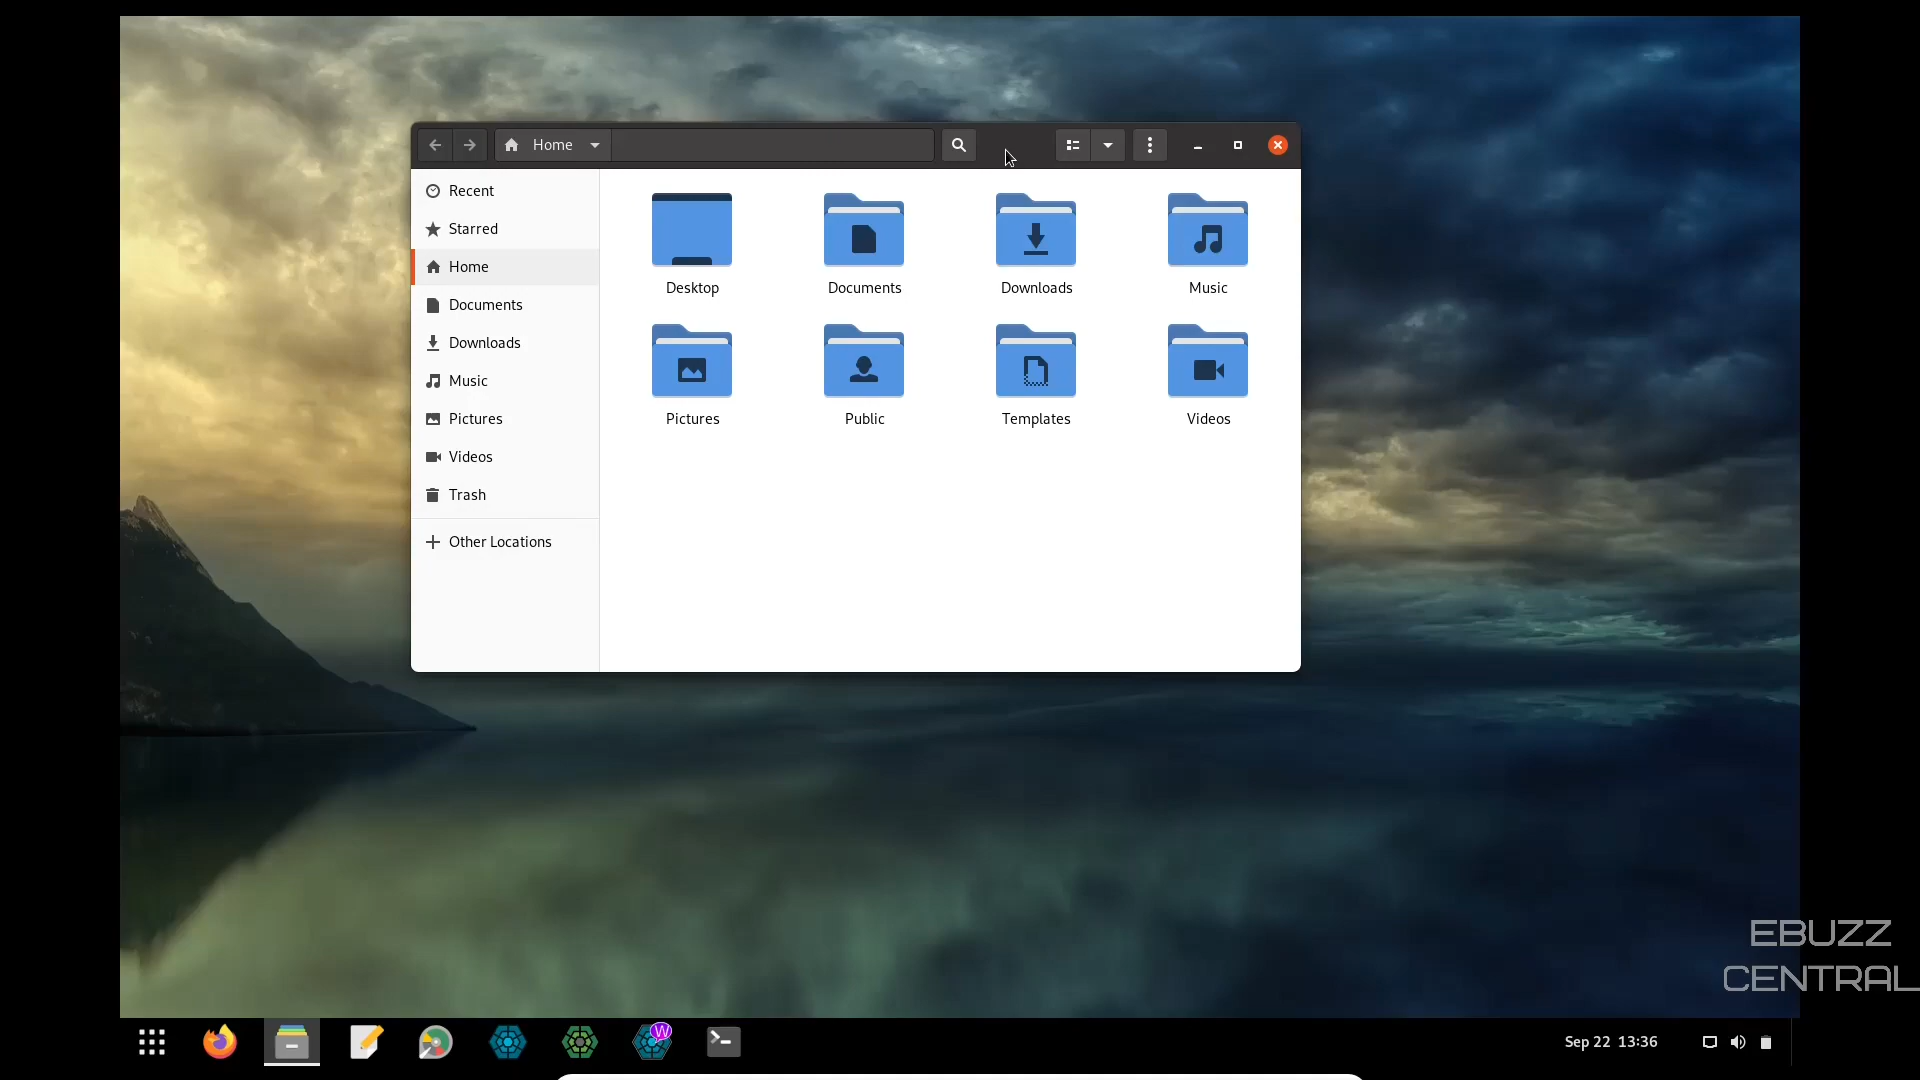 Home
Recent
Starred
Home
Documents
Downloads
Music
Pictures
Videos
Trash
Other Locations
Desktop
Documents
Downloads
Music
Pictures
Public
Templates
Videos
EBUZZ
CENTRAL
W
Sep 22 13:36